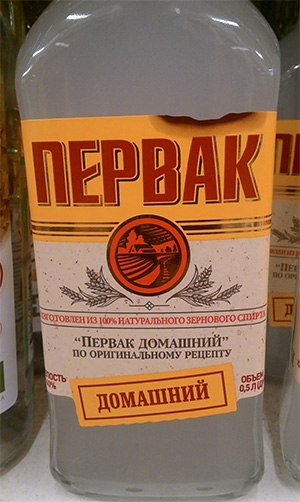 ПЕРВАК
ИЗГОТОВЛЕН ИЗ 100% НАТУРАЛЬНОГО ЗЕРНОВОГО СПИРТА
"ПЕРВАК ДОМАШНИЙ"
ПО ОРИГИНАЛЬНОМУ РЕЦЕПТУ
ДОМАШНИЙ
ОБЪЕМ
0,5 Л